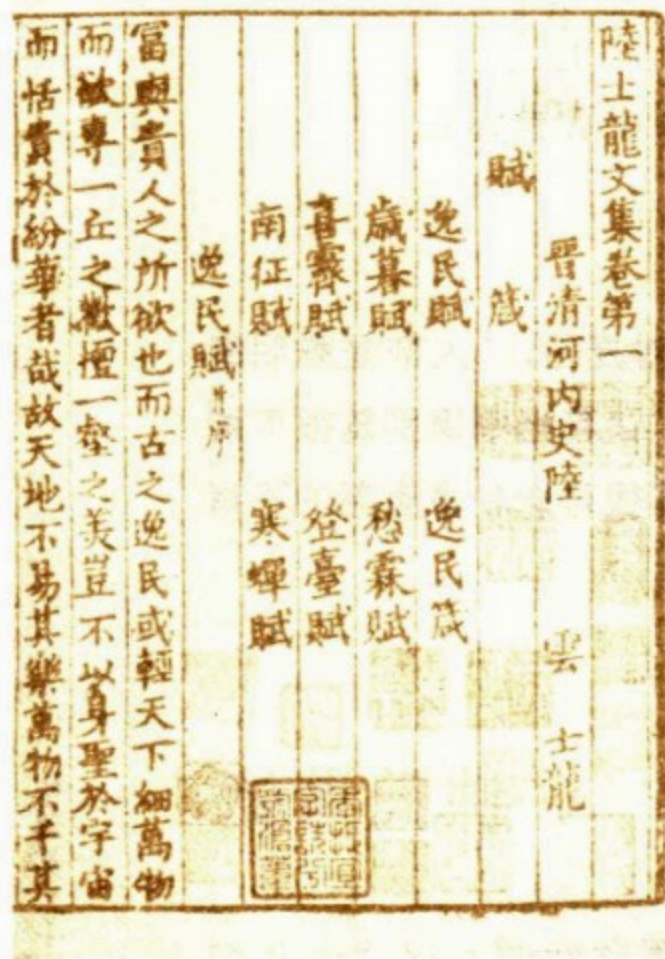 陸士龍文集卷第一
晉清河内史陸 雲 士龍
賦 箴
逸民賦 逸民箴
歲暮賦 愁霖賦
喜霽賦 登臺賦
南征賦 寒蟬賦
逸民賦并序
富與貴人之所欲也而古之逸民或輕天下細萬物
而欲專一丘之歡擅一壑之美豈不以身聖於宇宙
而恬貴於紛華者哉故天地不易其樂萬物不干其